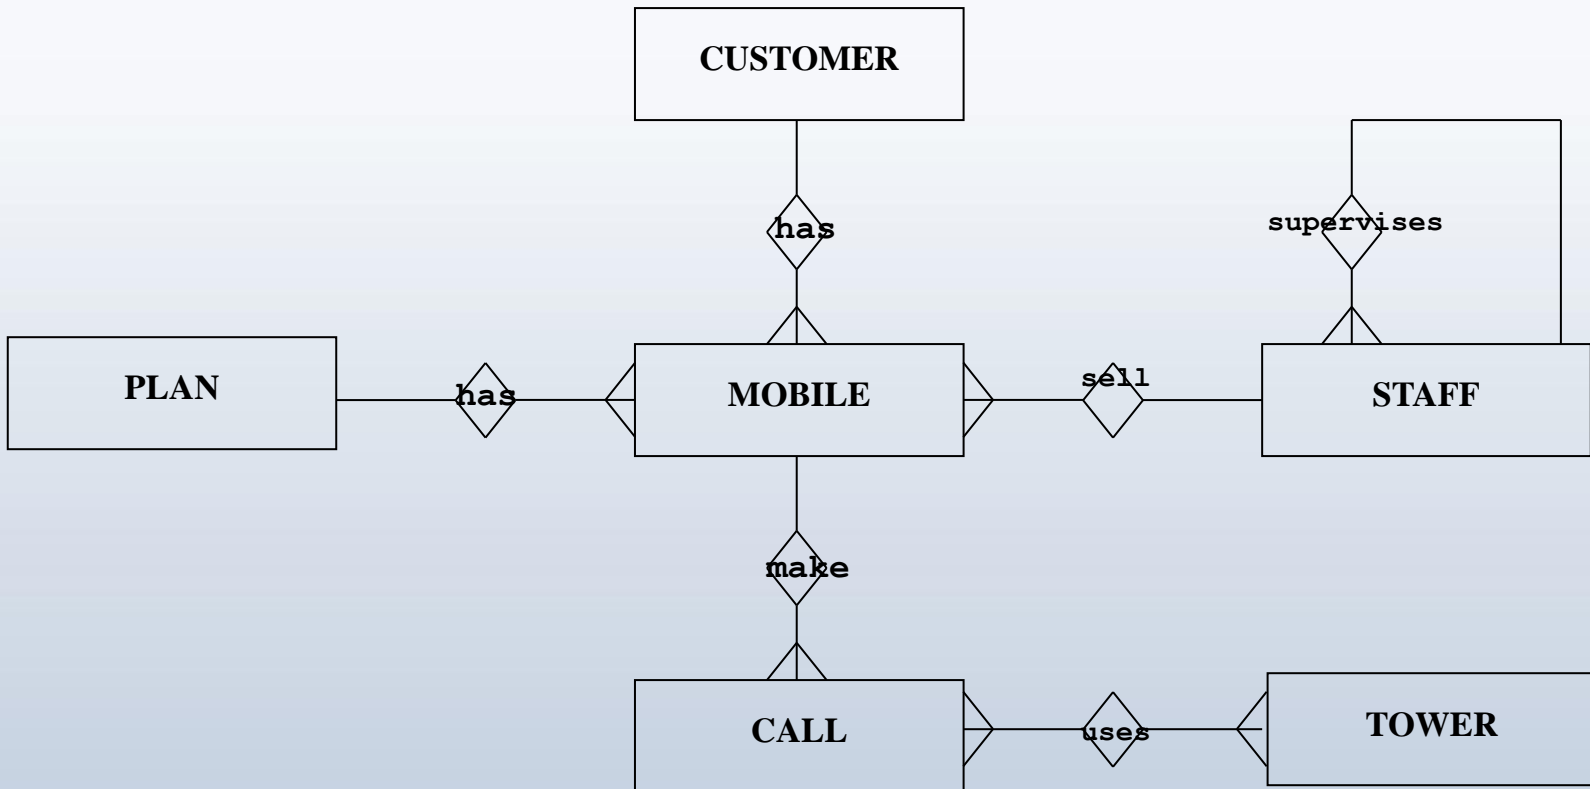 CUSTOMER
has
supervises
PLAN
has
MOBILE
sell
STAFF
make
CALL
uses
TOWER